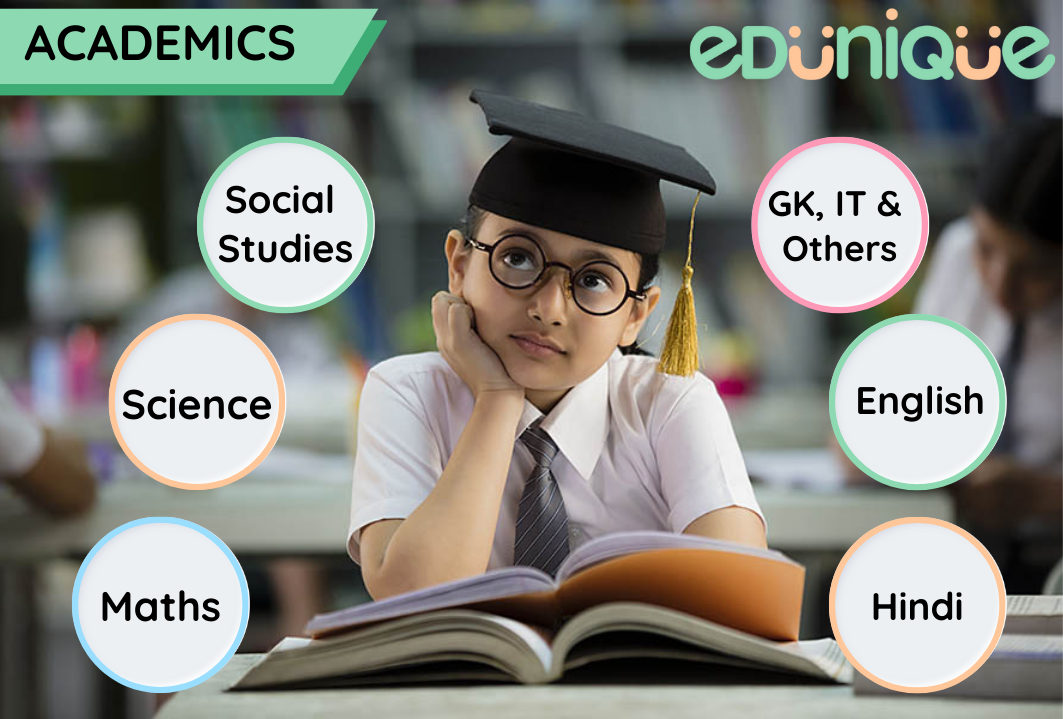 ACADEMICS
eDUNiQUe
Social
Studies
GK, IT &
Others
Science
English
Maths
Hindi